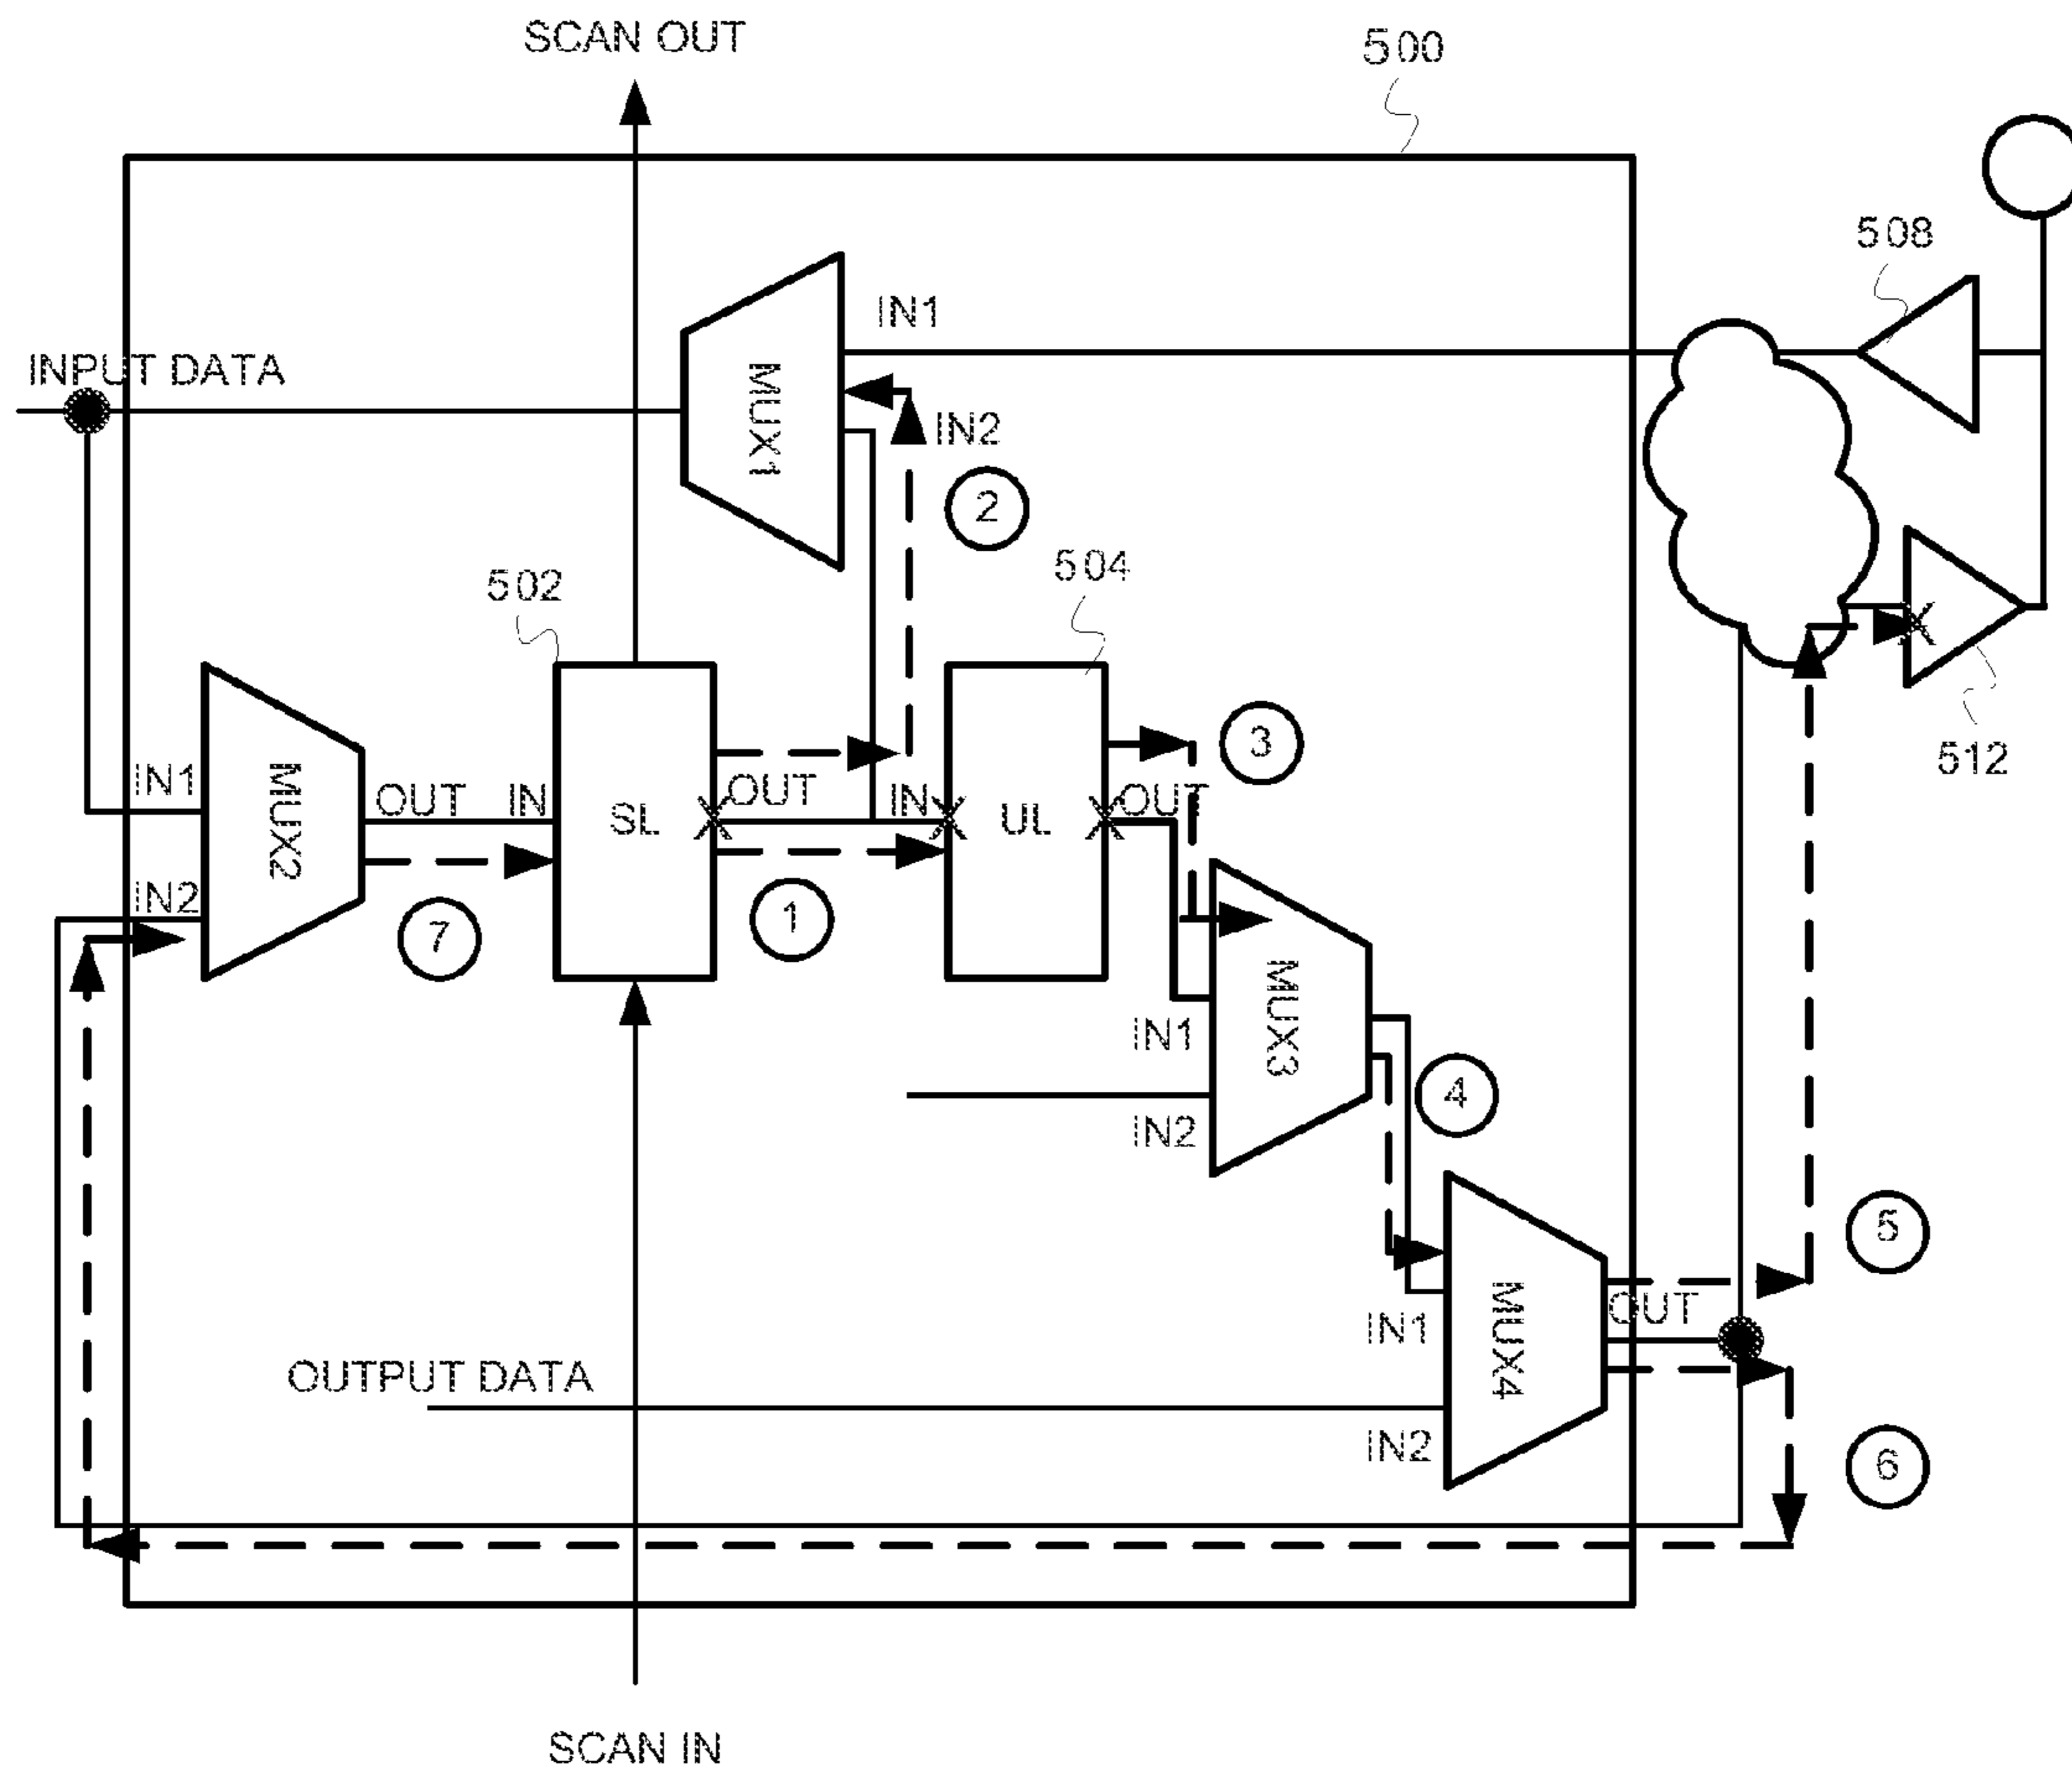 SCAN OUT
500
508
IN1
INPUT DATA
MUX1
IN2
2
502
504
3
512
IN1
MUX2
OUT
IN
SL
OUT
IN
UL
OUT
IN2
7
1
MUX3
IN1
4
IN2
5
MUX4
OUT
IN1
OUTPUT DATA
IN2
6
SCAN IN